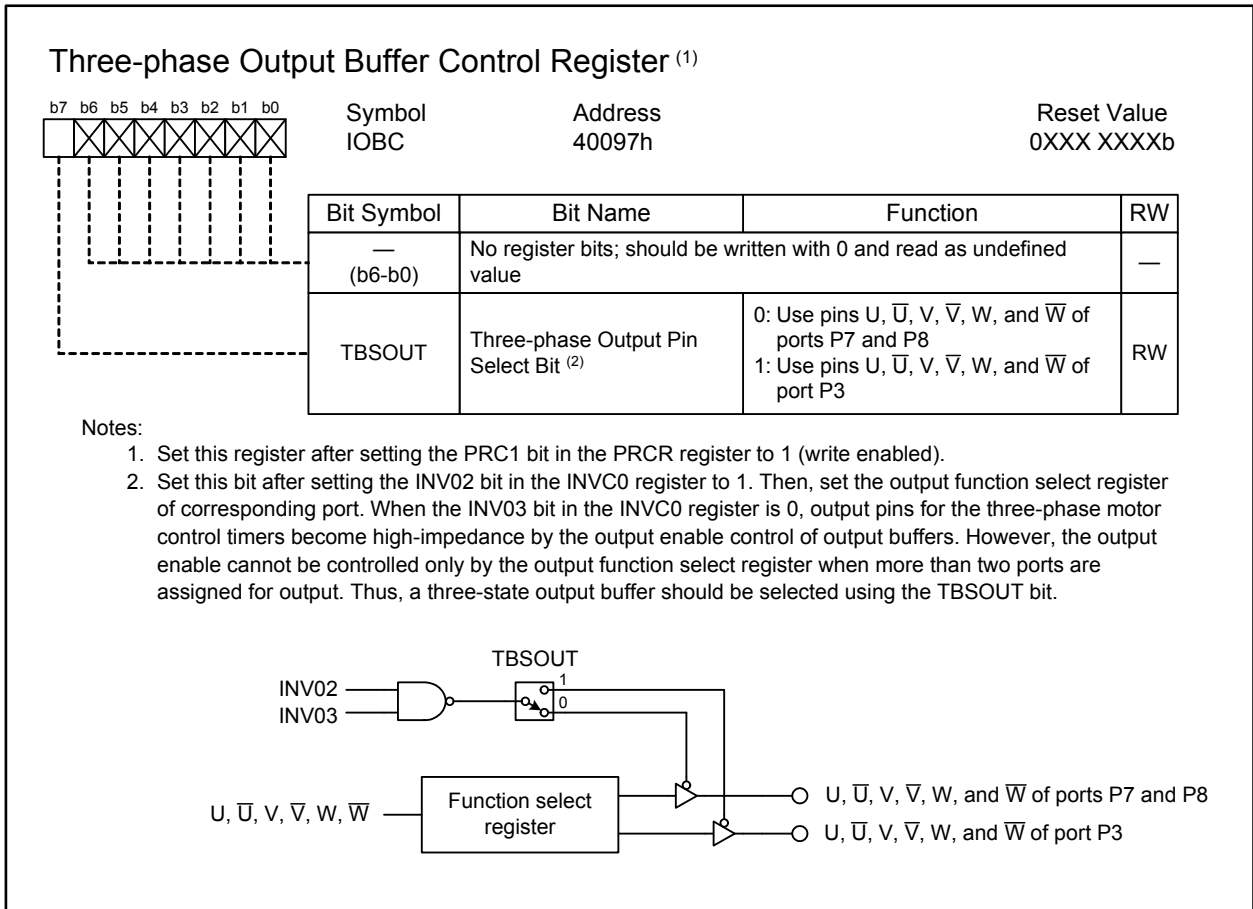 Three-phase Output Buffer Control Register (1)
b7 b6 b5 b4 b3 b2 b1 b0
Symbol Address Reset Value
IOBC 40097h 0XXX XXXXb
Bit Symbol Bit Name Function RW
—
(b6-b0)
No register bits; should be written with 0 and read as undefined
value
—
TBSOUT
Three-phase Output Pin
Select Bit (2)
0: Use pins U, U̅, V, V̅, W, and W̅ of
ports P7 and P8
1: Use pins U, U̅, V, V̅, W, and W̅ of
port P3
RW
Notes:
1. Set this register after setting the PRC1 bit in the PRCR register to 1 (write enabled).
2. Set this bit after setting the INV02 bit in the INVC0 register to 1. Then, set the output function select register
of corresponding port. When the INV03 bit in the INVC0 register is 0, output pins for the three-phase motor
control timers become high-impedance by the output enable control of output buffers. However, the output
enable cannot be controlled only by the output function select register when more than two ports are
assigned for output. Thus, a three-state output buffer should be selected using the TBSOUT bit.
TBSOUT
INV02
INV03
1
0
U, U̅, V, V̅, W, W̅
Function select
register
U, U̅, V, V̅, W, and W̅ of ports P7 and P8
U, U̅, V, V̅, W, and W̅ of port P3